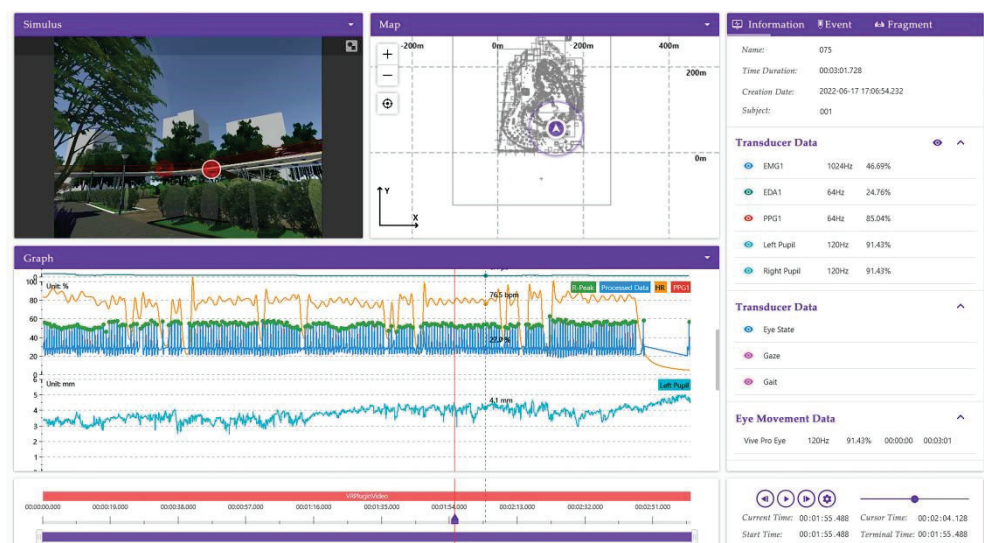 Simulus
Map
-200m
0m
-200m
400m
200m
0m
Y
X
Information
Event
Fragment
Name: 075
Time Duration: 00:03:01.728
Creation Date: 2022-06-17 17:06:54.232
Subject: 001
Transducer Data
EMG1 1024Hz 46.69%
EDA1 64Hz 24.76%
PPG1 64Hz 85.04%
Left Pupil 120Hz 91.43%
Right Pupil 120Hz 91.43%
Transducer Data
Eye State
Gaze
Gait
Eye Movement Data
Vive Pro Eye 120Hz 91.43% 00:00:00 00:03:01
Graph
0
100
Unit: %
R-Peak
Processed Data
HR
PPG1
80
76.5 bpm
60
40
27.0 %
20
0
6
Unit: mm
Left Pupil
5
4.1 mm
4
3
2
1
VRPluginVideo
00:00:00.000
00:00:19.000
00:00:38.000
00:00:57.000
00:01:16.000
00:01:35.000
00:01:54.000
00:02:13.000
00:02:32.000
00:02:51.000
Current Time: 00:01:55.488 Cursor Time: 00:02:04.128
Start Time: 00:01:55.488 Terminal Time: 00:01:55.488